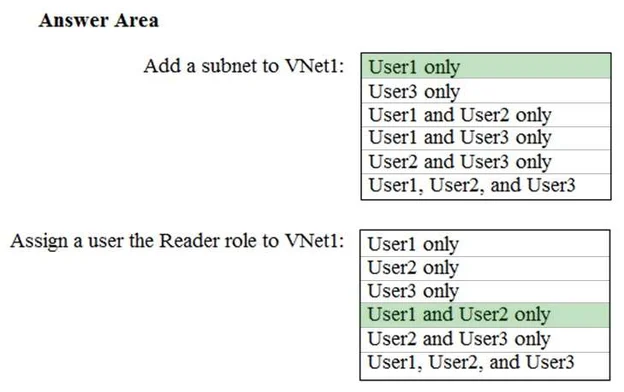 Answer Area
Add a subnet to VNet1:
User1 only
User3 only
User1 and User2 only
User1 and User3 only
User2 and User3 only
User1, User2, and User3
Assign a user the Reader role to VNet1:
User1 only
User2 only
User3 only
User1 and User2 only
User2 and User3 only
User1, User2, and User3